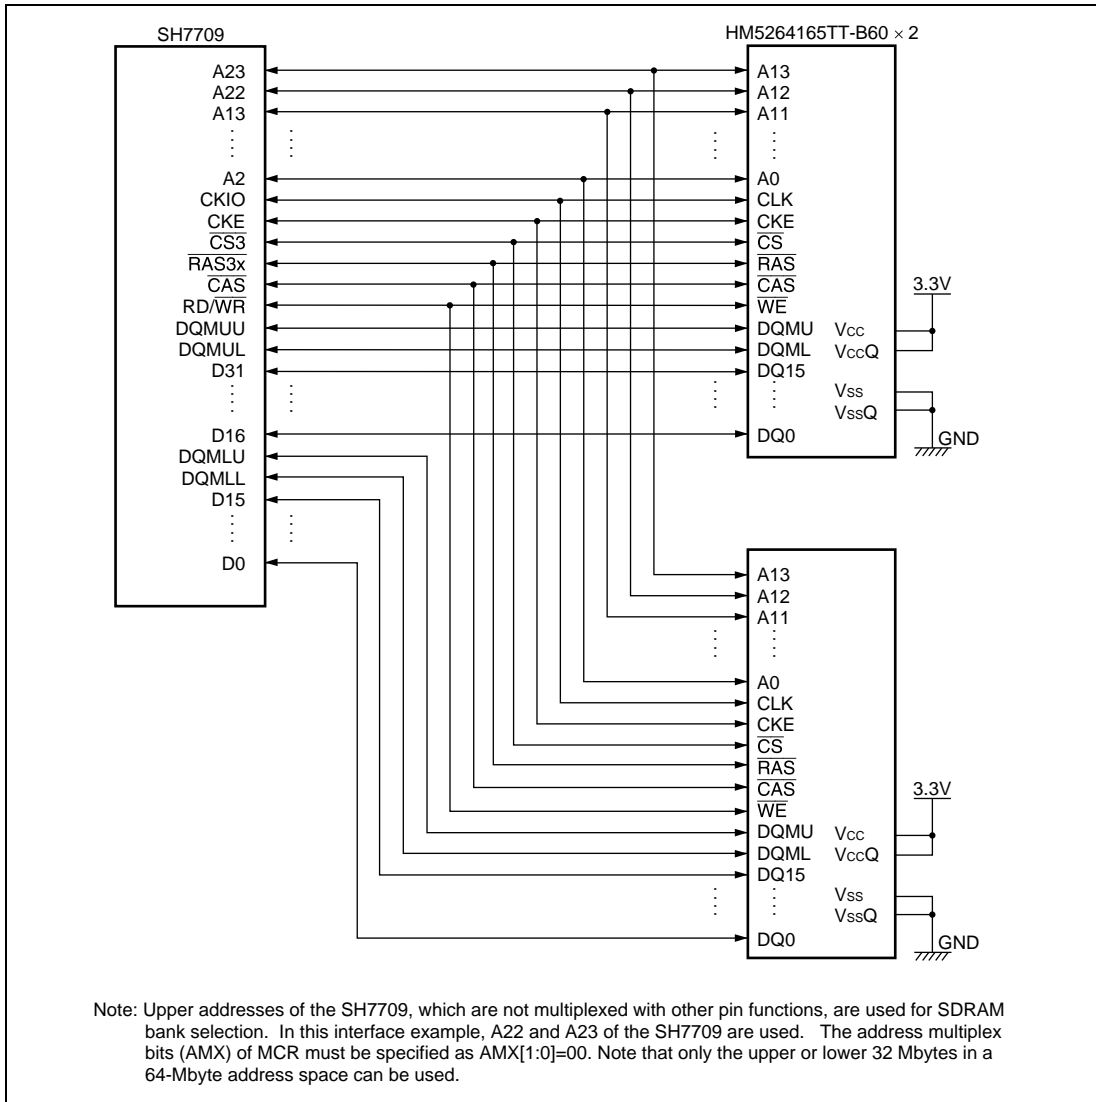 SH7709
HM5264165TT-B60 × 2
A23
A22
A13
A2
CKIO
CKE
CS3
RAS3x
CAS
RD/WR
DQMUU
DQMUL
D31
D16
DQMLU
DQMLL
D15
D0
A13
A12
A11
A0
CLK
CKE
CS
RAS
CAS
WE
DQMU
DQML
DQ15
DQ0
Vcc
VccQ
Vss
VssQ
3.3V
GND
A13
A12
A11
A0
CLK
CKE
CS
RAS
CAS
WE
DQMU
DQML
DQ15
DQ0
Vcc
VccQ
Vss
VssQ
3.3V
GND
Note: Upper addresses of the SH7709, which are not multiplexed with other pin functions, are used for SDRAM
bank selection. In this interface example, A22 and A23 of the SH7709 are used. The address multiplex
bits (AMX) of MCR must be specified as AMX[1:0]=00. Note that only the upper or lower 32 Mbytes in a
64-Mbyte address space can be used.